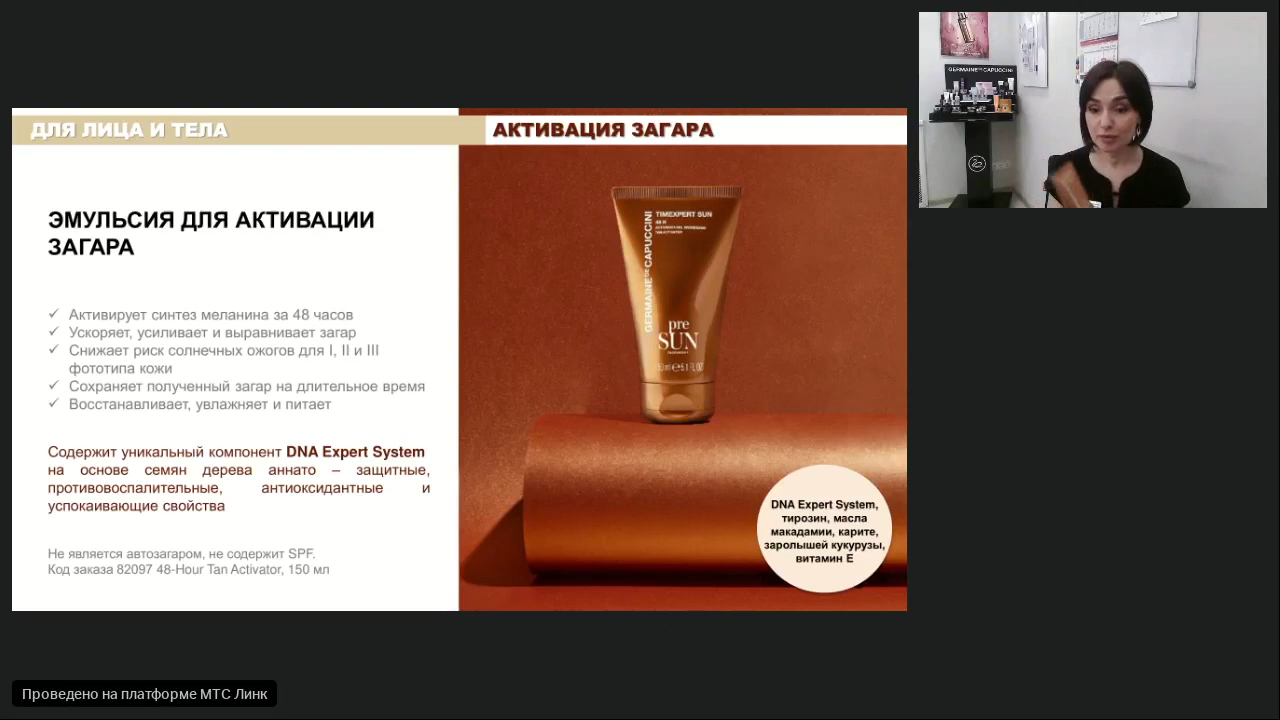 ДЛЯ ЛИЦА И ТЕЛА
АКТИВАЦИЯ ЗАГАРА
ЭМУЛЬСИЯ ДЛЯ АКТИВАЦИИ
ЗАГАРА
✓ Активирует синтез меланина за 48 часов
✓ Ускоряет, усиливает и выравнивает загар
✓ Снижает риск солнечных ожогов для I, II и III
фототипа кожи
✓ Сохраняет полученный загар на длительное время
✓ Восстанавливает, увлажняет и питает
Содержит уникальный компонент DNA Expert System
на основе семян дерева аннато – защитные,
противовоспалительные, антиоксидантные и
успокаивающие свойства
Не является автозагаром, не содержит SPF.
Код заказа 82097 48-Hour Tan Activator, 150 мл
GERMAINE DE CAPUCCINI
TIMEXPERT SUN
pre
SUN
DNA Expert System,
тирозин, масла
макадамии, карите,
заролышей кукурузы,
витамин Е
GERMAINE DE CAPUCCINI
Проведено на платформе МТС Линк